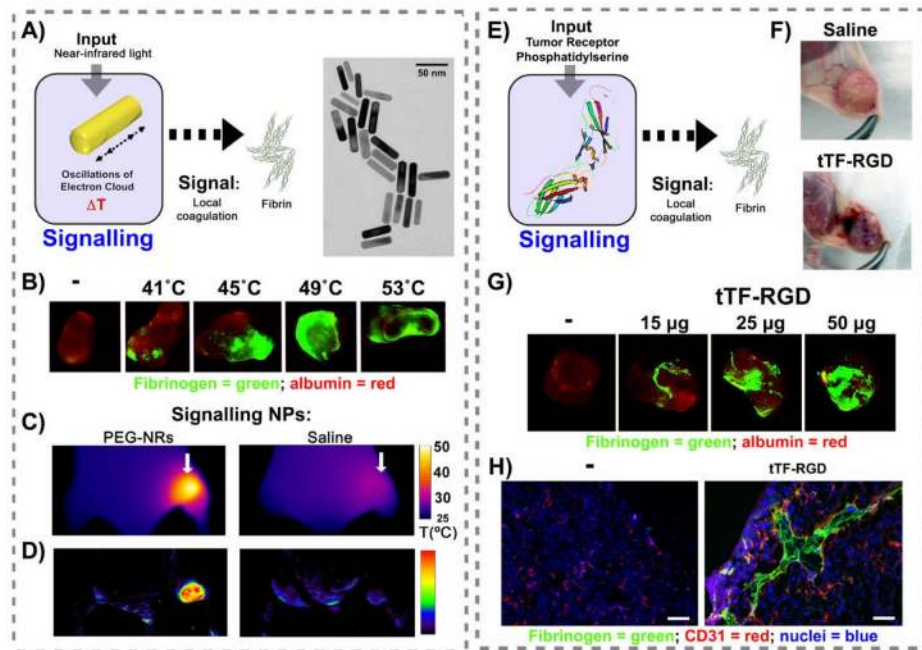 A)
Input
Near-infrared light
Oscillations of
Electron Cloud
ΔT
Signalling
Signal:
Local
coagulation
Fibrin
50 nm
B)
-
41˚C
45˚C
49˚C
53˚C
Fibrinogen = green; albumin = red
Signalling NPs:
C)
PEG-NRs
Saline
50
40
30
25
T(ºC)
D)
E)
Input
Tumor Receptor
Phosphatidylserine
Signalling
Signal:
Local
coagulation
Fibrin
F)
Saline
tTF-RGD
G)
tTF-RGD
-
15 µg
25 µg
50 µg
Fibrinogen = green; albumin = red
H)
-
tTF-RGD
Fibrinogen = green; CD31 = red; nuclei = blue